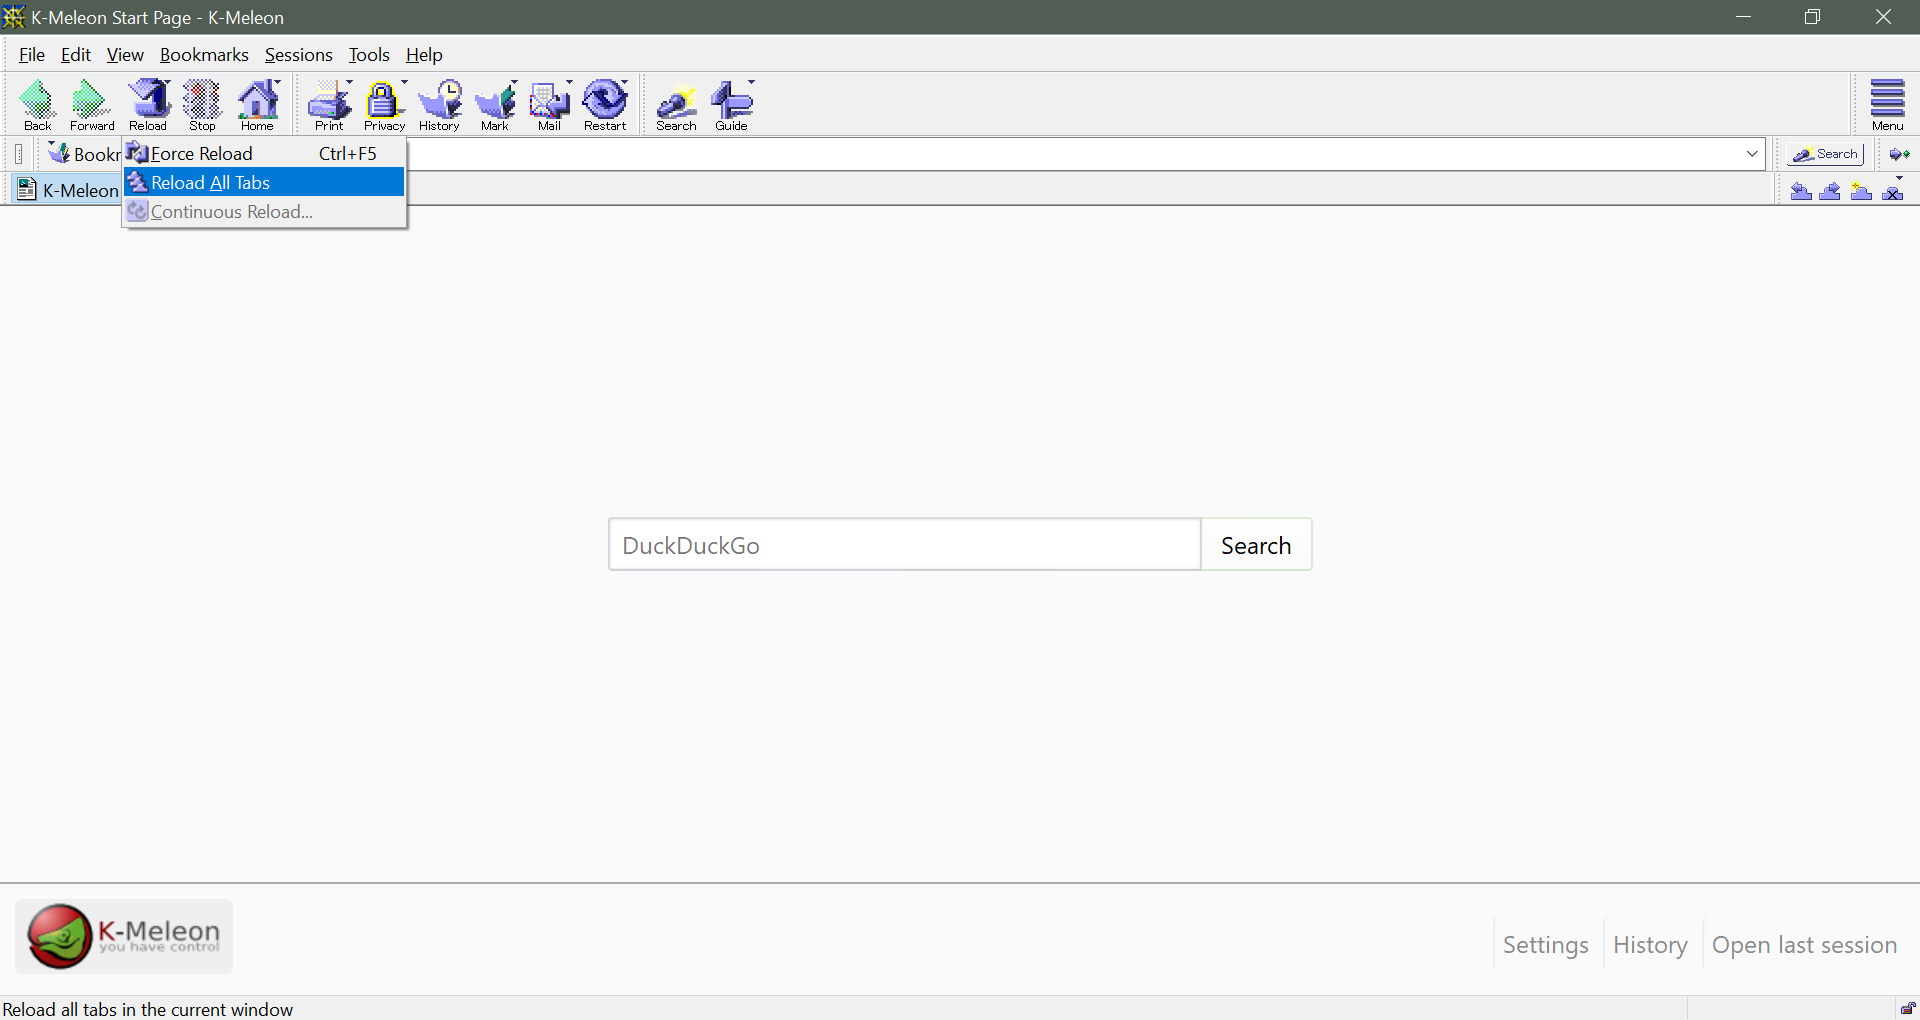 K-Meleon Start Page - K-Meleon
File Edit View Bookmarks Sessions Tools Help
Back Forward Reload Stop Home Print Privacy History Mark Mail Restart Search Guide Menu
Bookr
Force Reload Ctrl+F5
Search
K-Meleon
Reload All Tabs
Continuous Reload...
DuckDuckGo
Search
K-Meleon
you have control
Settings History Open last session
Reload all tabs in the current window